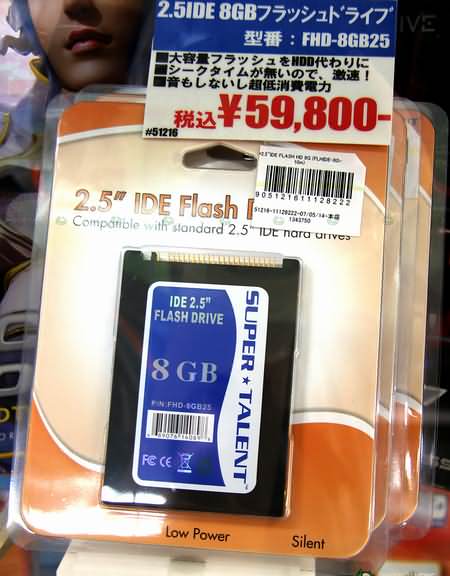 2.5IDE 8GBフラッシュドライブ
型番：FHD-8GB25
■大容量フラッシュをHDD代わりに
■シークタイムが無いので、激速！
■音もしないし超低消費電力
税込￥59,800-
#51216
2.5" IDE Flash
Compatible with standard 2.5" IDE hard drives
IDE 2.5"
FLASH DRIVE
8 GB
P/N:FHD-8GB25
SUPER★TALENT
FC CE
Low Power
Silent